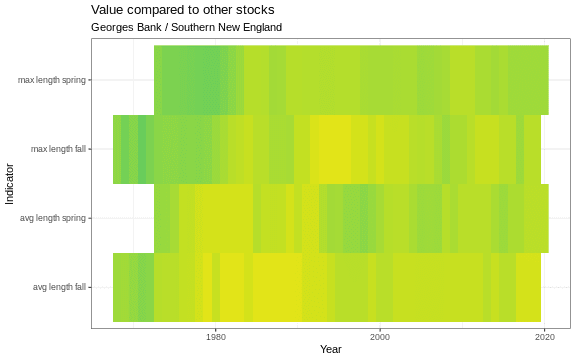 Value compared to other stocks
Georges Bank / Southern New England
max length spring
max length fall
avg length spring
avg length fall
Indicator
1980
2000
2020
Year